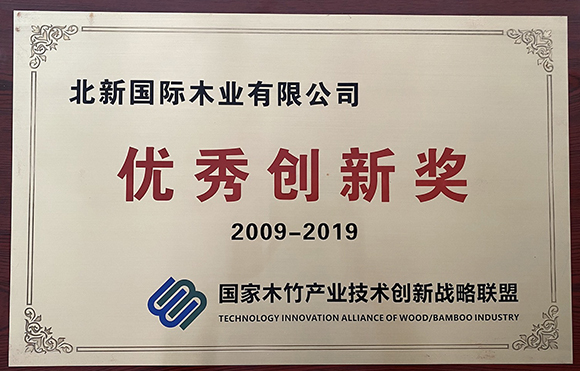 北新国际木业有限公司
优秀创新奖
2009-2019
国家木竹产业技术创新战略联盟
TECHNOLOGY INNOVATION ALLIANCE OF WOOD/BAMBOO INDUSTRY